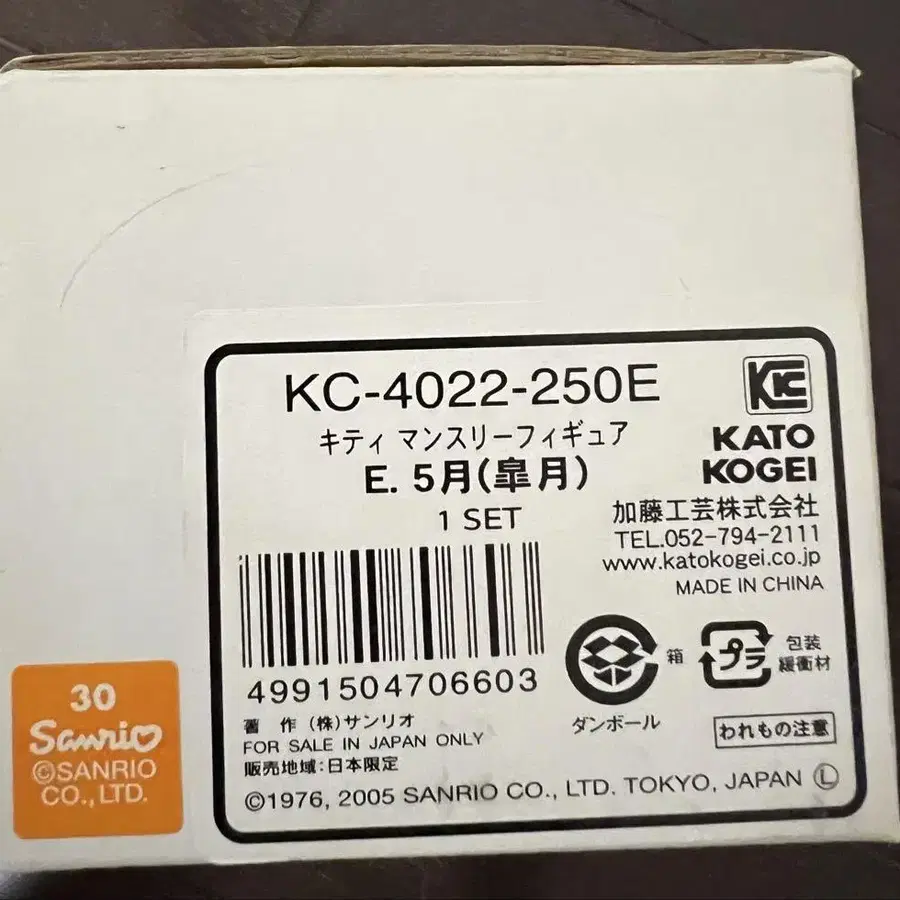 KC-4022-250E
キティ マンスリーフィギュア
E. 5月(皐月)
1 SET
KC
KATO
KOGEI
加藤工芸株式会社
TEL.052-794-2111
www.katokogei.co.jp
MADE IN CHINA
4991504706603
著 作 (株)サンリオ
FOR SALE IN JAPAN ONLY
販売地域:日本限定
©1976, 2005 SANRIO CO., LTD. TOKYO, JAPAN Ⓛ
箱
ダンボール
プラ
包装
緩衝材
われもの注意
30
Sanrio
©SANRIO
CO., LTD.